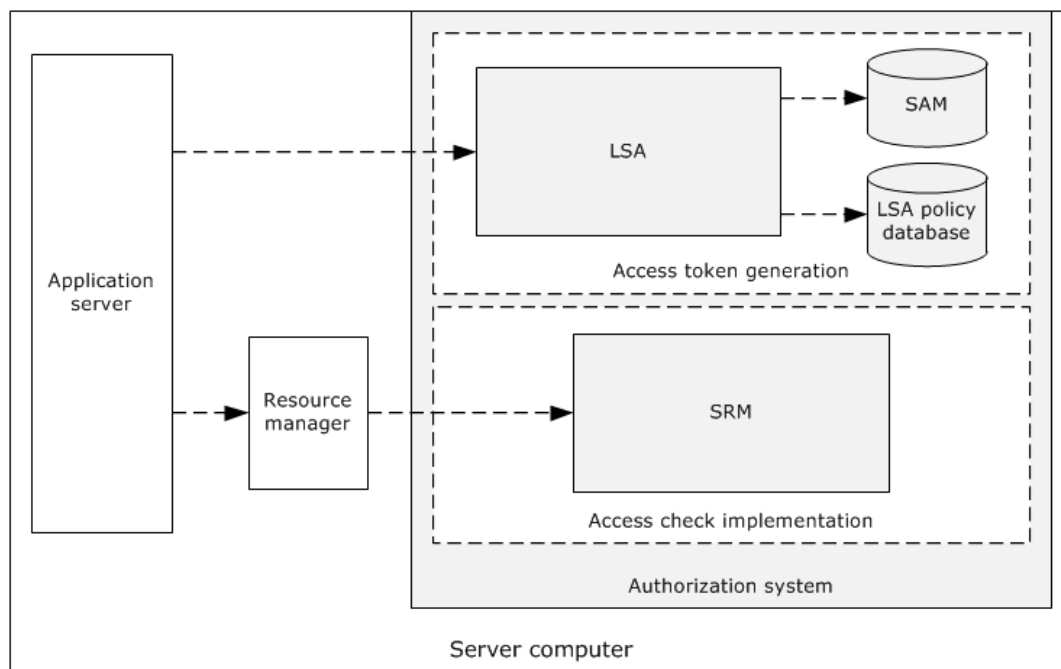 SAM
LSA
LSA policy
database
Access token generation
Application
server
Resource
manager
SRM
Access check implementation
Authorization system
Server computer